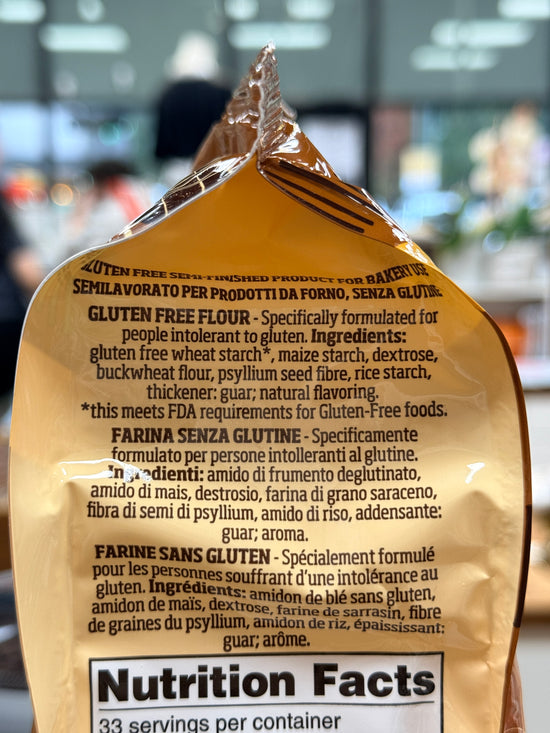 GLUTEN FREE SEMI-FINISHED PRODUCT FOR BAKERY USE
SEMILAVORATO PER PRODOTTI DA FORNO, SENZA GLUTINE
GLUTEN FREE FLOUR - Specifically formulated for
people intolerant to gluten. Ingredients:
gluten free wheat starch*, maize starch, dextrose,
buckwheat flour, psyllium seed fibre, rice starch,
thickener: guar; natural flavoring.
*this meets FDA requirements for Gluten-Free foods.
FARINA SENZA GLUTINE - Specificamente
formulato per persone intolleranti al glutine.
Ingredienti: amido di frumento deglutinato,
amido di mais, destrosio, farina di grano saraceno,
fibra di semi di psyllium, amido di riso, addensante:
guar; aroma.
FARINE SANS GLUTEN - Spécialement formulé
pour les personnes souffrant d'une intolérance au
gluten. Ingrédients: amidon de blé sans gluten,
amidon de maïs, dextrose, farine de sarrasin, fibre
de graines du psyllium, amidon de riz, épaississant:
guar; arôme.
Nutrition Facts
33 servings per container